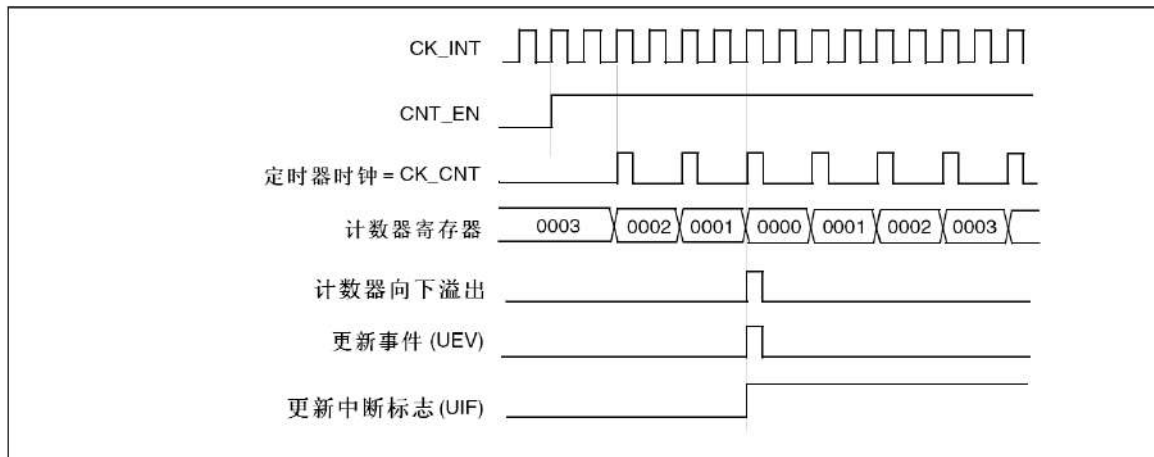 CK_INT
CNT_EN
定时器时钟 = CK_CNT
计数器寄存器 0003 0002 0001 0000 0001 0002 0003
计数器向下溢出
更新事件 (UEV)
更新中断标志 (UIF)